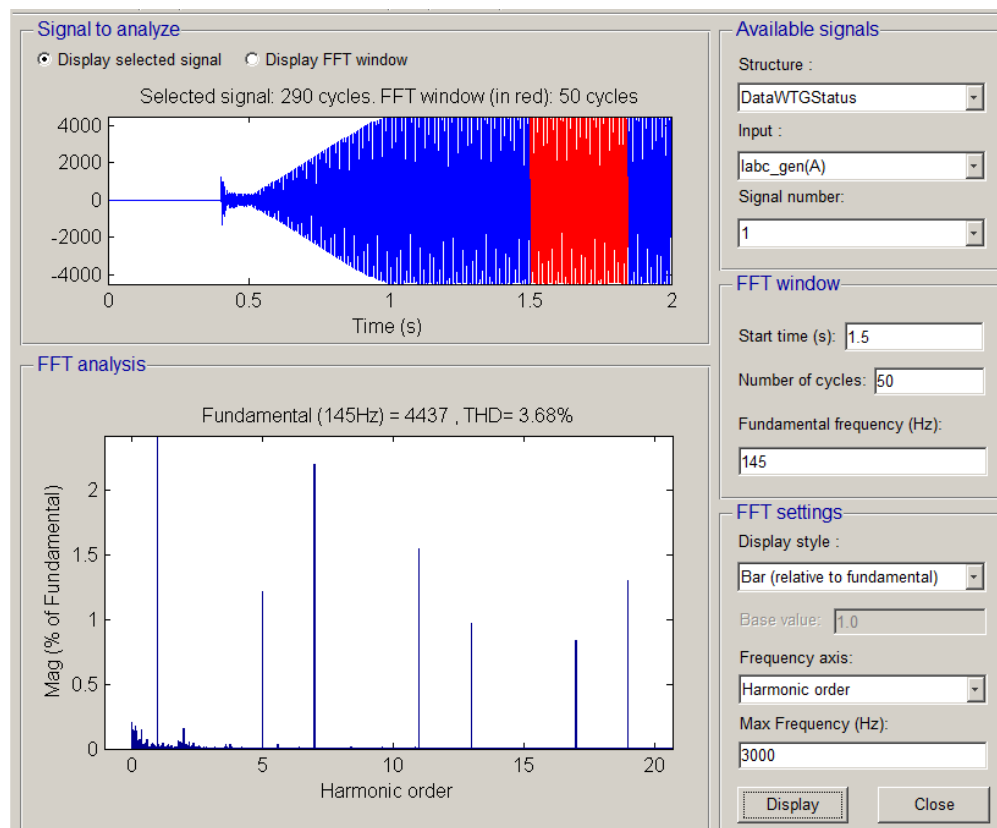 Signal to analyze
Display selected signal Display FFT window
Selected signal: 290 cycles. FFT window (in red): 50 cycles
4000
2000
0
-2000
-4000
0 0.5 1 1.5 2
Time (s)
FFT analysis
Fundamental (145Hz) = 4437 , THD= 3.68%
2
1.5
1
0.5
0
Mag (% of Fundamental)
0 5 10 15 20
Harmonic order
Available signals
Structure :
DataWTGStatus
Input :
Iabc_gen(A)
Signal number:
1
FFT window
Start time (s): 1.5
Number of cycles: 50
Fundamental frequency (Hz):
145
FFT settings
Display style :
Bar (relative to fundamental)
Base value: 1.0
Frequency axis:
Harmonic order
Max Frequency (Hz):
3000
Display Close